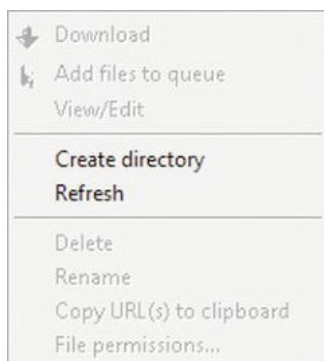 Download
Add files to queue
View/Edit
Create directory
Refresh
Delete
Rename
Copy URL(s) to clipboard
File permissions...